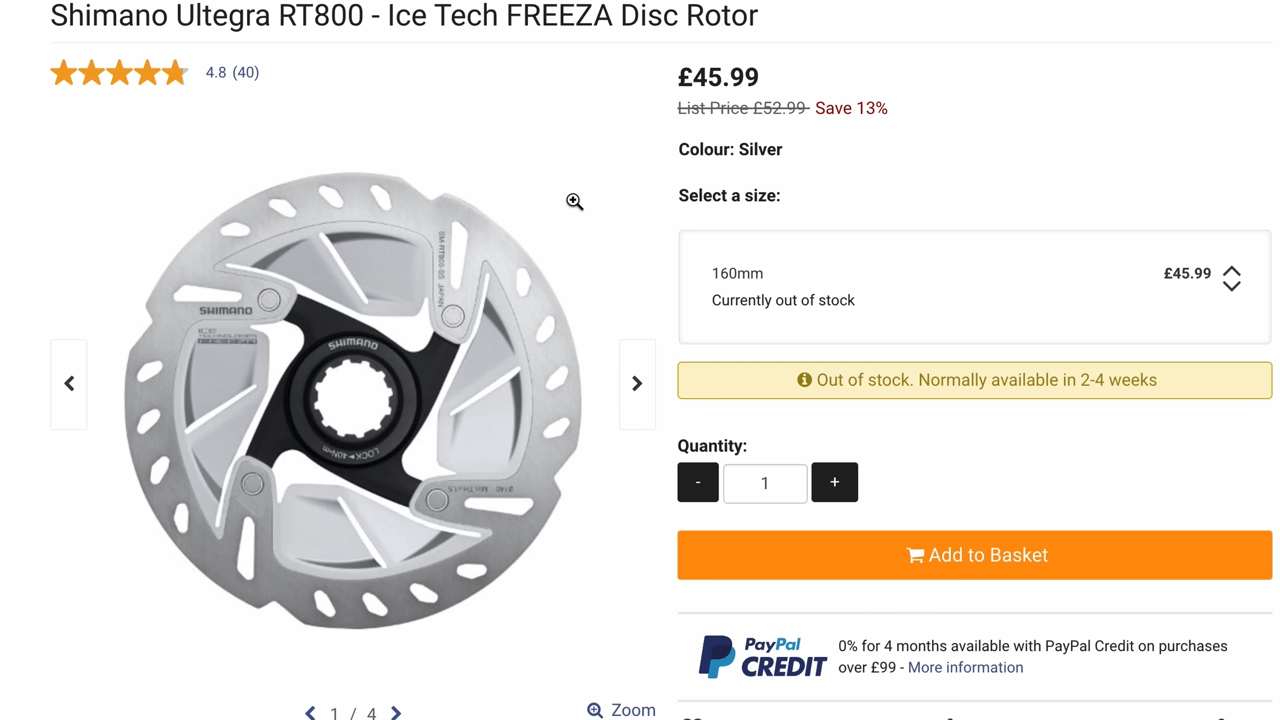 Shimano Ultegra RT800 - Ice Tech FREEZA Disc Rotor
4.8 (40)
£45.99
List Price £52.99 Save 13%
Colour: Silver
Select a size:
160mm £45.99
Currently out of stock
Out of stock. Normally available in 2-4 weeks
Quantity:
- 1 +
Add to Basket
PayPal
CREDIT
0% for 4 months available with PayPal Credit on purchases
over £99 - More information
SHIMANO
SHIMANO
LOCK 40N·m
1 / 4
Zoom